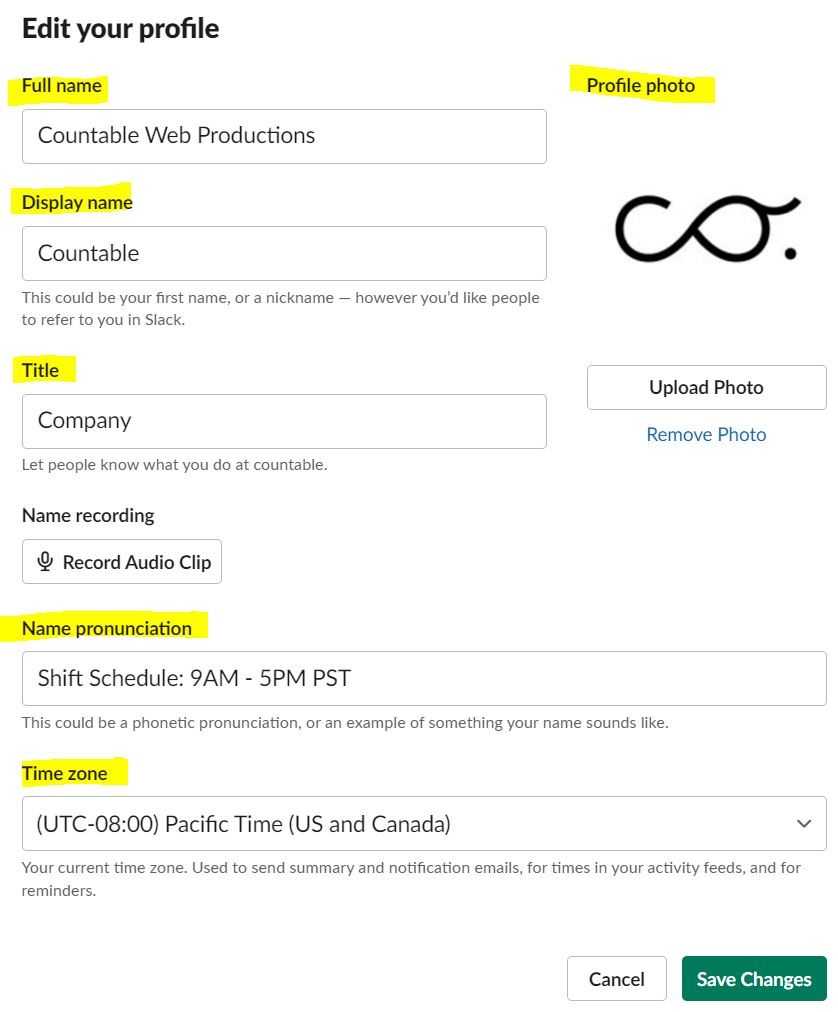 Edit your profile
Full name
Profile photo
Countable Web Productions
Display name
co.
Countable
This could be your first name, or a nickname — however you’d like people
to refer to you in Slack.
Title
Upload Photo
Company
Remove Photo
Let people know what you do at countable.
Name recording
Record Audio Clip
Name pronunciation
Shift Schedule: 9AM - 5PM PST
This could be a phonetic pronunciation, or an example of something your name sounds like.
Time zone
(UTC-08:00) Pacific Time (US and Canada)
Your current time zone. Used to send summary and notification emails, for times in your activity feeds, and for
reminders.
Cancel
Save Changes